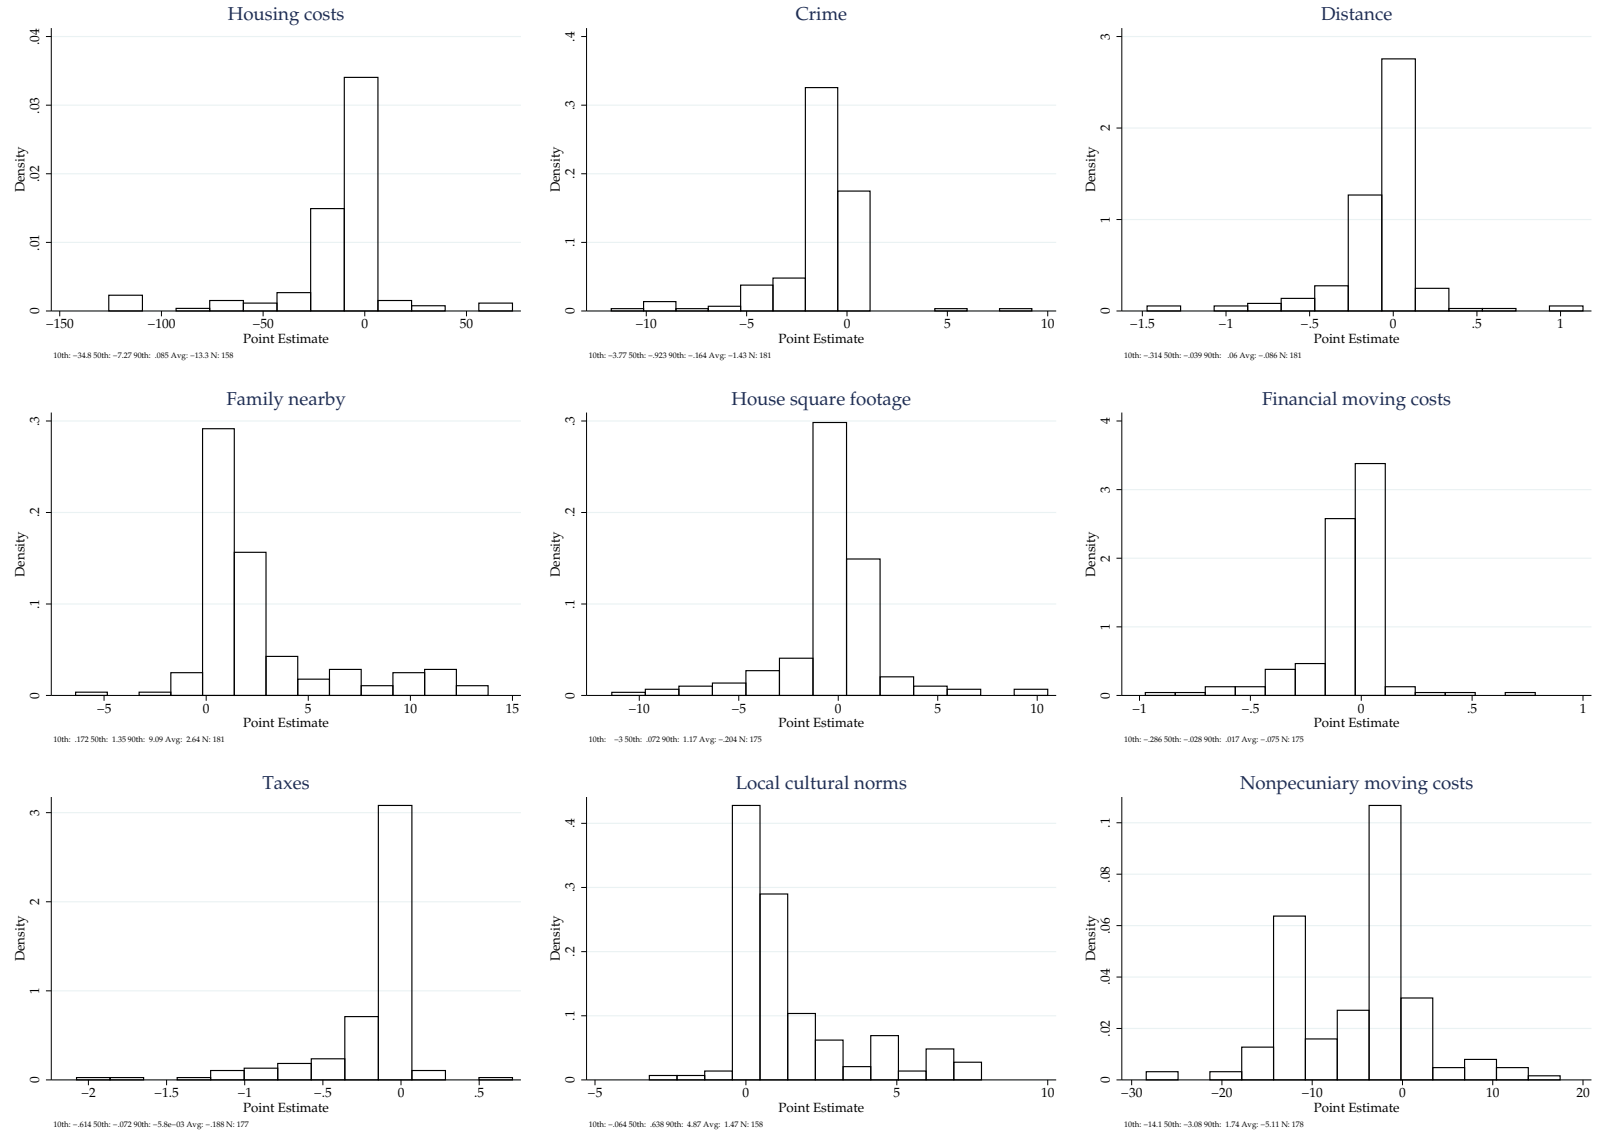 Housing costs
Density
0 .01 .02 .03 .04
−150 −100 −50 0 50
Point Estimate
10th: −34.8 50th: −7.27 90th: .085 Avg: −13.3 N: 158
Crime
Density
0 .1 .2 .3 .4
−10 −5 0 5 10
Point Estimate
10th: −3.77 50th: −.923 90th: −.164 Avg: −1.43 N: 181
Distance
Density
0 1 2 3
−1.5 −1 −.5 0 .5 1
Point Estimate
10th: −.314 50th: −.039 90th: .06 Avg: −.086 N: 181
Family nearby
Density
0 .1 .2 .3
−5 0 5 10 15
Point Estimate
10th: .172 50th: 1.35 90th: 9.09 Avg: 2.64 N: 181
House square footage
Density
0 .1 .2 .3
−10 −5 0 5 10
Point Estimate
10th: −3 50th: .072 90th: 1.17 Avg: −.204 N: 175
Financial moving costs
Density
0 1 2 3 4
−1 −.5 0 .5 1
Point Estimate
10th: −.286 50th: −.028 90th: .017 Avg: −.075 N: 175
Taxes
Density
0 1 2 3
−2 −1.5 −1 −.5 0 .5
Point Estimate
10th: −.614 50th: −.072 90th: −5.8e−03 Avg: −.188 N: 177
Local cultural norms
Density
0 .1 .2 .3 .4
−5 0 5 10
Point Estimate
10th: −.064 50th: .638 90th: 4.87 Avg: 1.47 N: 158
Nonpecuniary moving costs
Density
0 .02 .04 .06 .08 .1
−30 −20 −10 0 10 20
Point Estimate
10th: −14.1 50th: −3.08 90th: 1.74 Avg: −5.11 N: 178